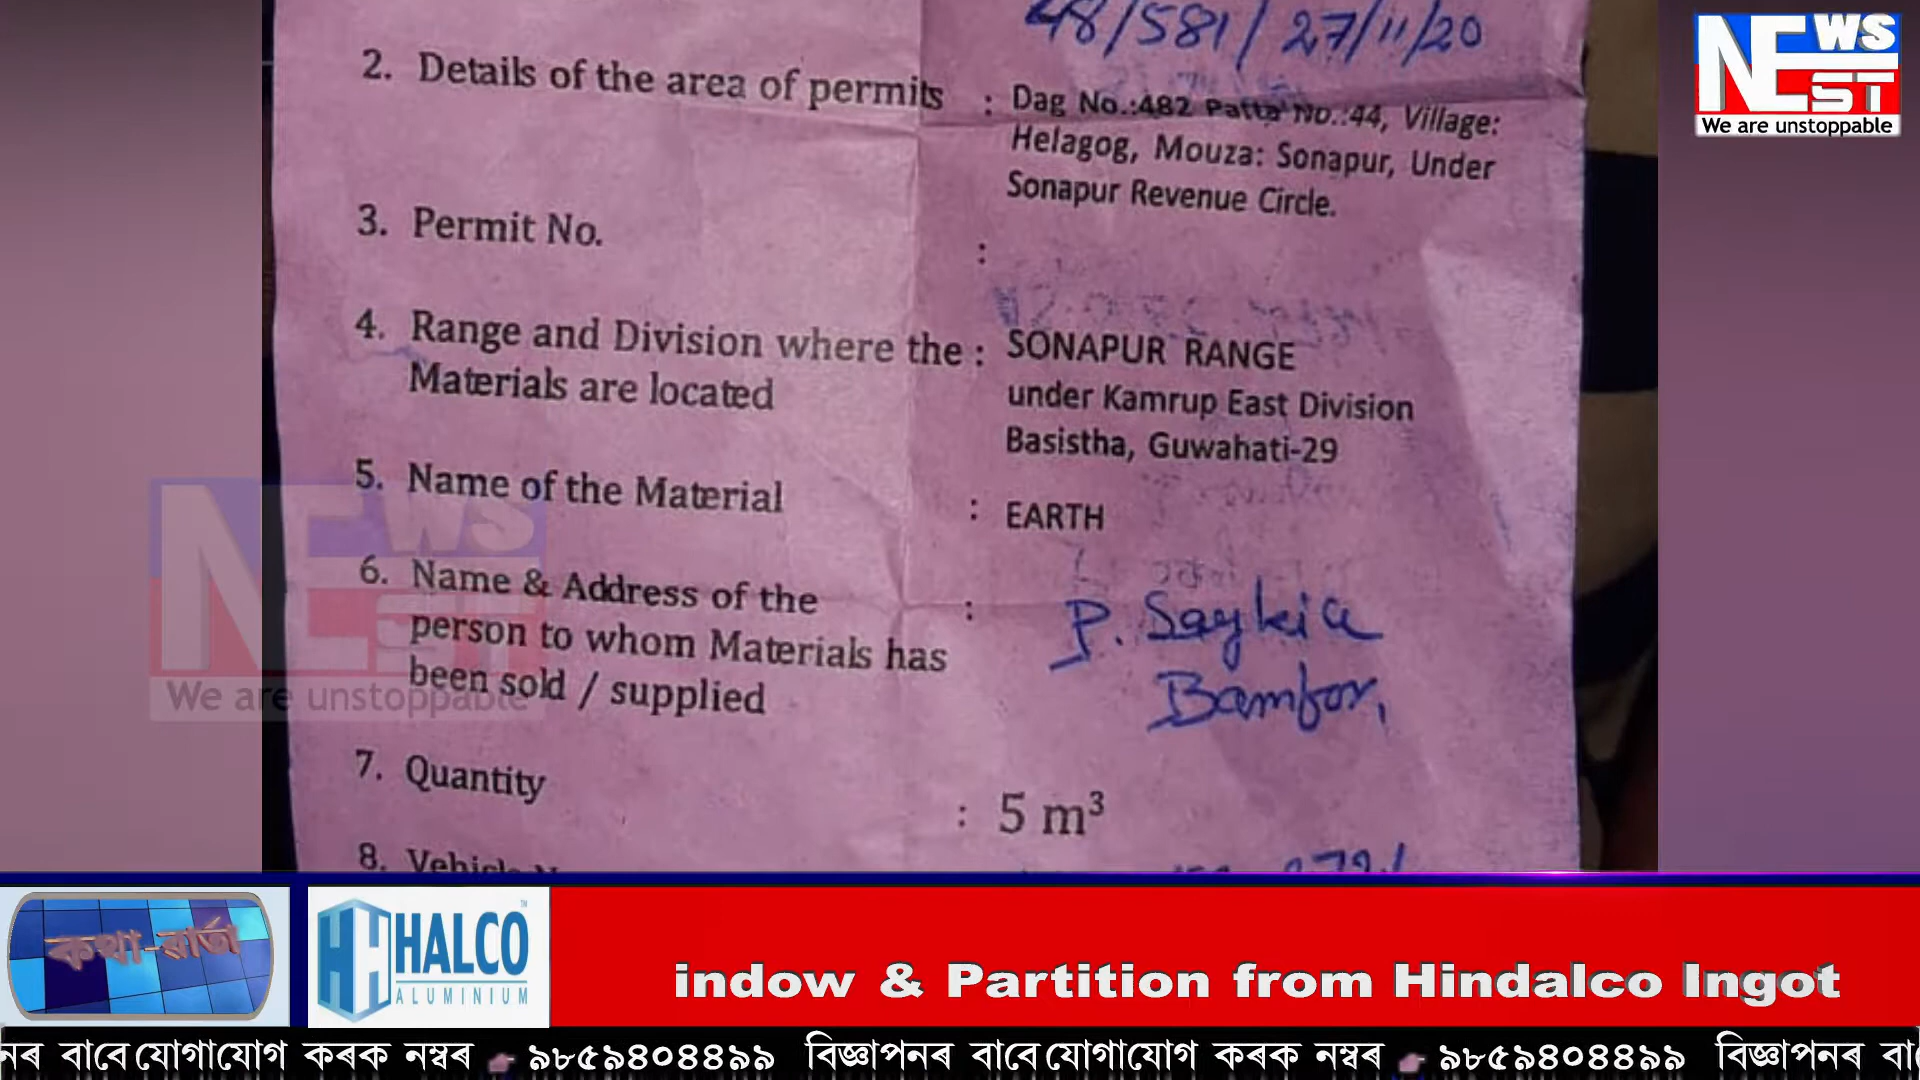 48/581/27/11/20
2. Details of the area of permits : Dag No.:482 Patta No.:44, Village:
Helagog, Mouza: Sonapur, Under
Sonapur Revenue Circle.
3. Permit No. :
4. Range and Division where the : SONAPUR RANGE
Materials are located
under Kamrup East Division
Basistha, Guwahati-29
5. Name of the Material : EARTH
6. Name & Address of the :
person to whom Materials has
been sold / supplied
P. Saykia
7. Quantity : 5 m³
8.
NEWS
EST
We are unstoppable
NEWS
EST
We are unstoppable
কথা-বাৰ্তা
HALCO
ALUMINIUM
indow & Partition from Hindalco Ingot
নৰ বাবে যোগাযোগ কৰক নম্বৰ ৯৮৫৯৪০৪৪৯৯ বিজ্ঞাপনৰ বাবে যোগাযোগ কৰক নম্বৰ ৯৮৫৯৪০৪৪৯৯ বিজ্ঞাপনৰ বা